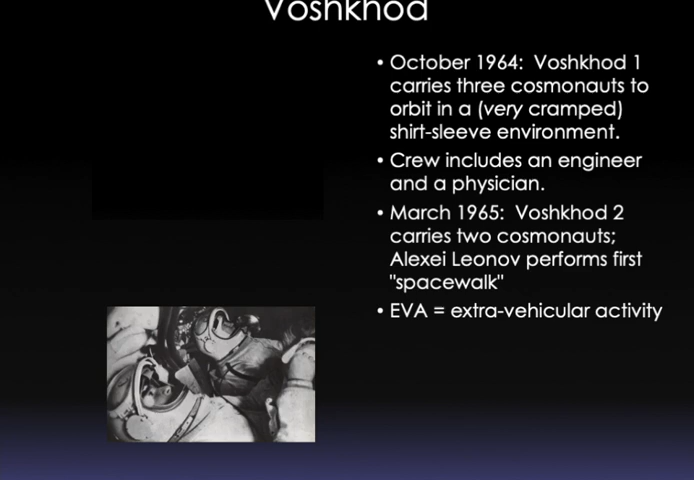 Voshkhod
• October 1964: Voshkhod 1
carries three cosmonauts to
orbit in a (very cramped)
shirt-sleeve environment.
• Crew includes an engineer
and a physician.
• March 1965: Voshkhod 2
carries two cosmonauts;
Alexei Leonov performs first
"spacewalk"
• EVA = extra-vehicular activity